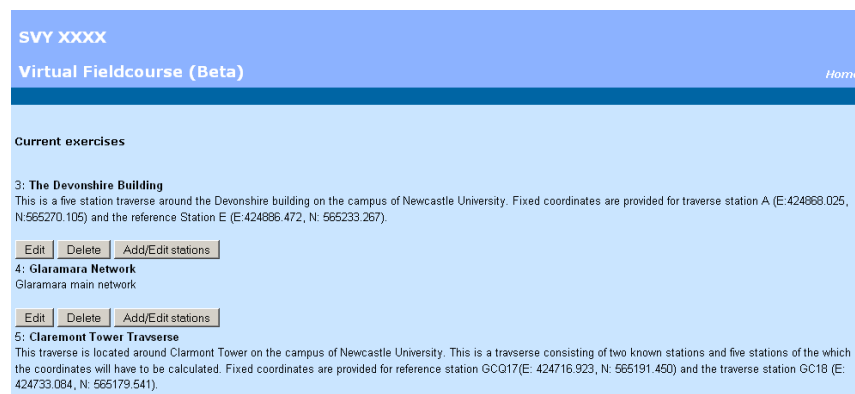 SVY XXXX
Virtual Fieldcourse (Beta)
Home
Current exercises
3: The Devonshire Building
This is a five station traverse around the Devonshire building on the campus of Newcastle University. Fixed coordinates are provided for traverse station A (E:424868.025,
N:565270.105) and the reference Station E (E:424886.472, N: 565233.267).
Edit Delete Add/Edit stations
4: Glaramara Network
Glaramara main network
Edit Delete Add/Edit stations
5: Claremont Tower Travserse
This traverse is located around Clarmont Tower on the campus of Newcastle University. This is a travserse consisting of two known stations and five stations of the which
the coordinates will have to be calculated. Fixed coordinates are provided for reference station GCQ17(E: 424716.923, N: 565191.450) and the traverse station GC18 (E:
424733.084, N: 565179.541).